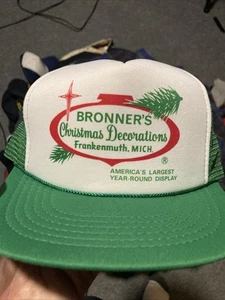 BRONNER'S
Christmas Decorations
Frankenmuth, MICH.
®
AMERICA'S LARGEST
YEAR-ROUND DISPLAY